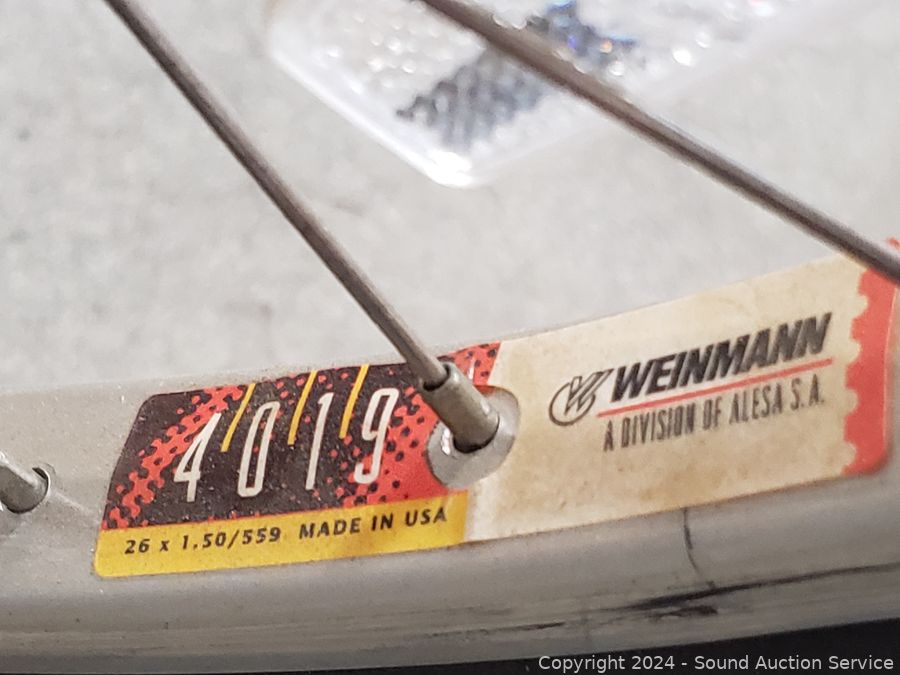 4019
26 x 1.50/559 MADE IN USA
WEINMANN
A DIVISION OF ALESA S.A.
Copyright 2024 - Sound Auction Service